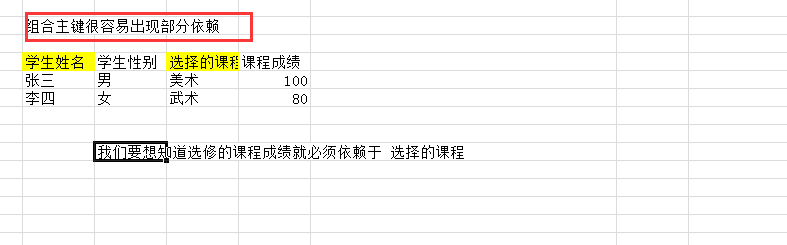 组合主键很容易出现部分依赖
学生姓名 学生性别 选择的课程 课程成绩
张三 男 美术 100
李四 女 武术 80
我们要想知道选修的课程成绩就必须依赖于 选择的课程